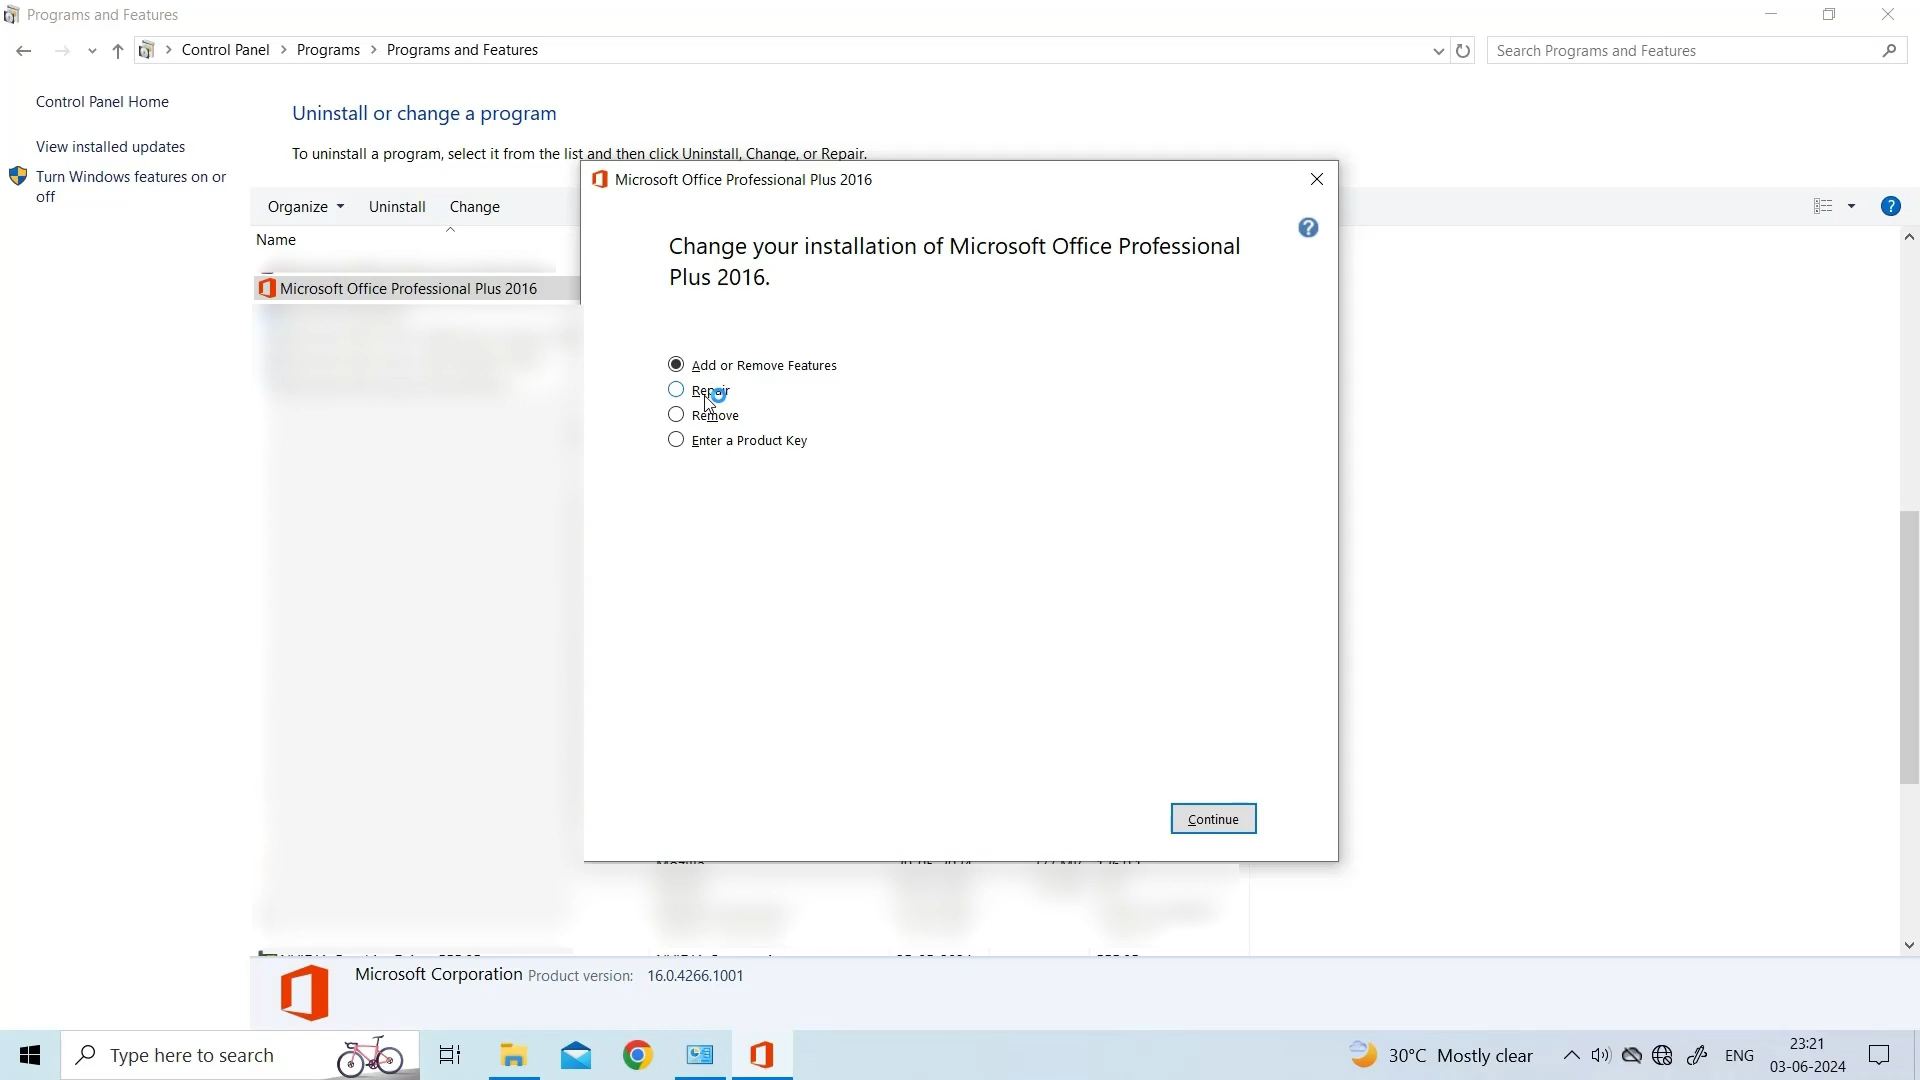 Programs and Features
Control Panel > Programs > Programs and Features
Search Programs and Features
Control Panel Home
View installed updates
Turn Windows features on or
off
Uninstall or change a program
To uninstall a program, select it from the list and then click Uninstall, Change, or Repair.
Organize Uninstall Change
Name
Microsoft Office Professional Plus 2016
Microsoft Office Professional Plus 2016
Change your installation of Microsoft Office Professional
Plus 2016.
Add or Remove Features
Repair
Remove
Enter a Product Key
Continue
Microsoft Corporation Product version: 16.0.4266.1001
Type here to search
30°C Mostly clear
ENG
23:21
03-06-2024